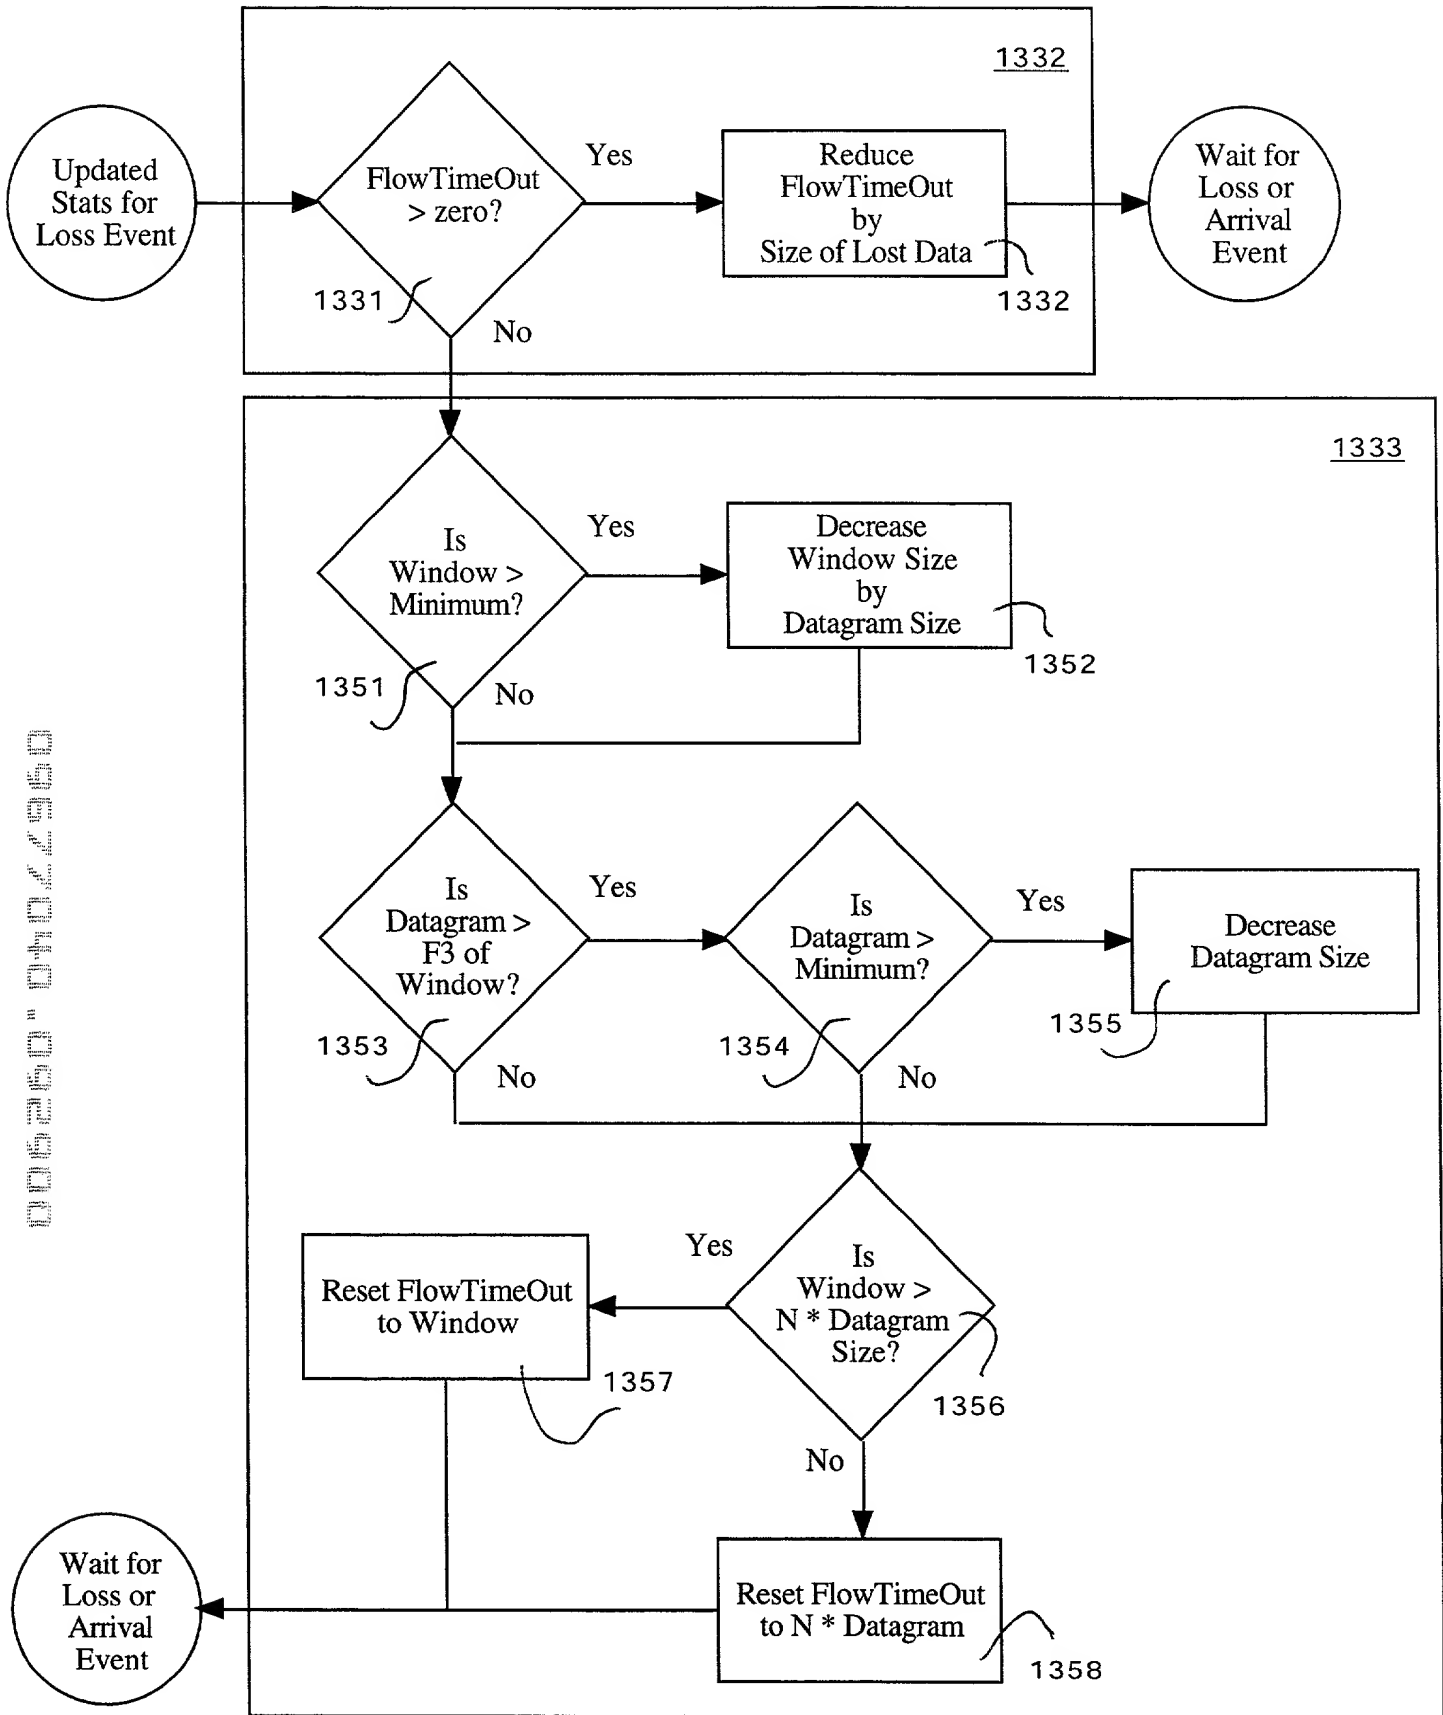 1332
Updated
Stats for
Loss Event
FlowTimeOut
> zero?
Yes
Reduce
FlowTimeOut
by
Size of Lost Data
Wait for
Loss or
Arrival
Event
1331
1332
No
1333
Is
Window >
Minimum?
Yes
Decrease
Window Size
by
Datagram Size
1351
No
1352
Is
Datagram >
F3 of
Window?
Yes
Is
Datagram >
Minimum?
Yes
Decrease
Datagram Size
1353
No
1354
No
1355
Reset FlowTimeOut
to Window
Yes
Is
Window >
N * Datagram
Size?
1357
1356
No
Wait for
Loss or
Arrival
Event
Reset FlowTimeOut
to N * Datagram
1358